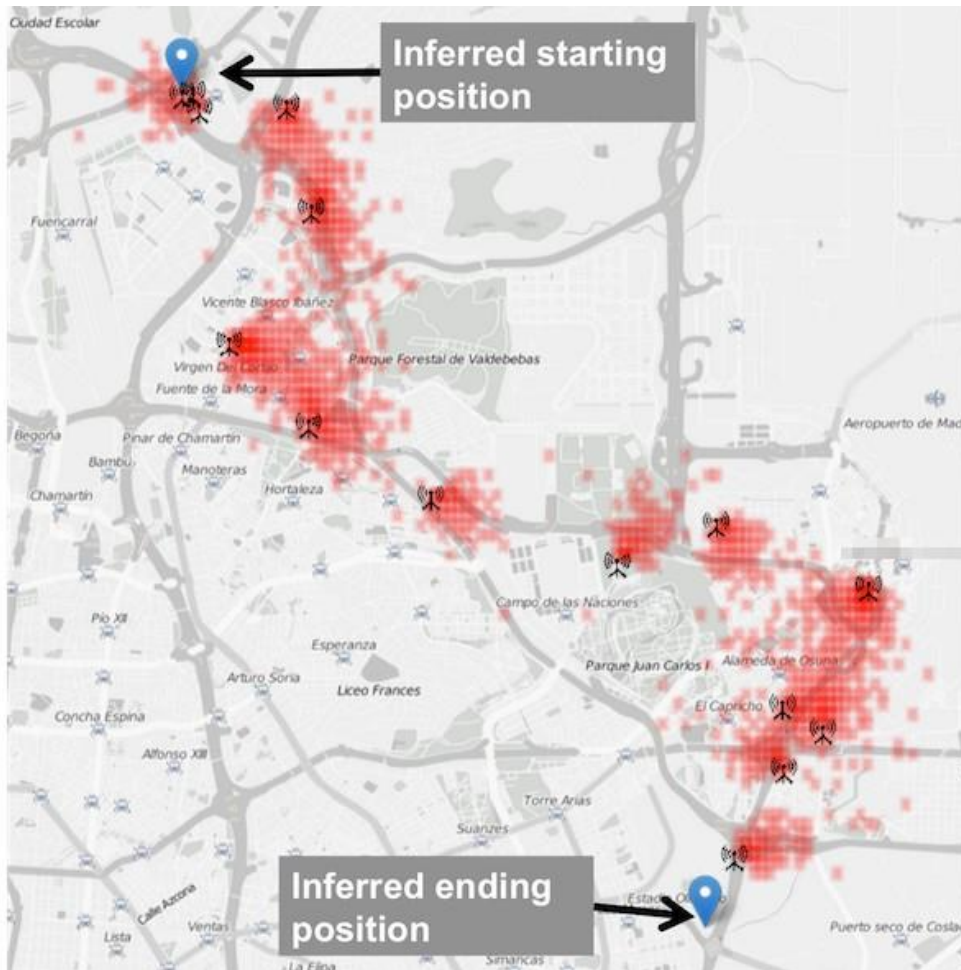 Ciudad Escolar
Inferred starting
position
Fuencarral
Vicente Blasco Ibáñez
Parque Forestal de Valdebebas
Virgen Del
Fuente de la Mora
Aeropuerto de Mad
Begoña
Pinar de Chamartín
Bambú
Manoteras
Chamartín
Hortaleza
Campo de las Naciones
Pío XII
Esperanza
Parque Juan Carlos I
Alameda de Osuna
Arturo Soria
Liceo Frances
El Capricho
Concha Espina
Alfonso XIII
Torre Arias
Suanzes
Inferred ending
position
Estadio
Calle Azcona
Puerto seco de Cosla
Lista
Ventas
La Elipa
Simancas